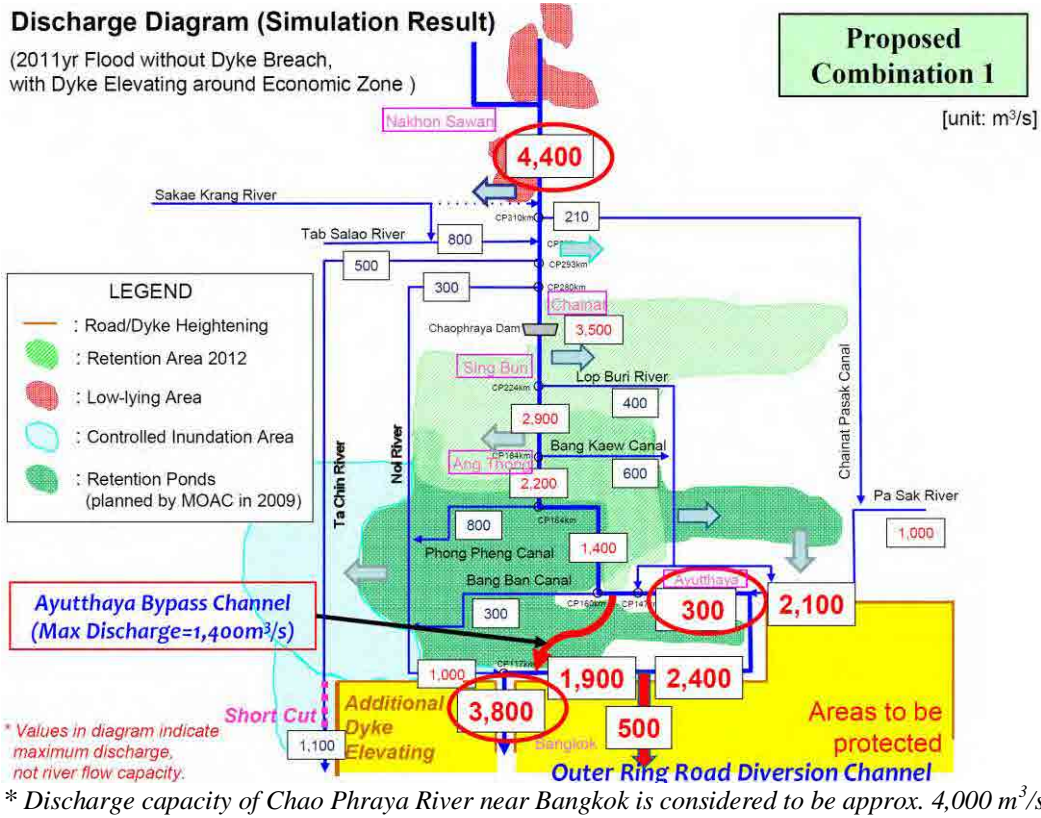 Discharge Diagram (Simulation Result)
(2011yr Flood without Dyke Breach,
with Dyke Elevating around Economic Zone )
Proposed
Combination 1
[unit: m³/s]
Nakhon Sawan
4,400
Sakae Krang River
CP310km
210
Tab Salao River
800
500
CP293km
300
CP280km
LEGEND
: Road/Dyke Heightening
: Retention Area 2012
: Low-lying Area
: Controlled Inundation Area
: Retention Ponds
(planned by MOAC in 2009)
Chainat
Chaophraya Dam
3,500
Sing Buri
Lop Buri River
CP224km
400
2,900
Bang Kaew Canal
CP184km
Ang Thong
600
2,200
Ta Chin River
Noi River
Chainat Pasak Canal
Pa Sak River
1,000
800
CP164km
Phong Pheng Canal
1,400
Bang Ban Canal
Ayutthaya
CP160km
CP147km
300
300
2,100
Ayutthaya Bypass Channel
(Max Discharge=1,400m³/s)
CP117km
1,000
1,900
2,400
3,800
500
Short Cut
1,100
Additional
Dyke
Elevating
Bangkok
Areas to be
protected
Outer Ring Road Diversion Channel
* Values in diagram indicate
maximum discharge,
not river flow capacity.
* Discharge capacity of Chao Phraya River near Bangkok is considered to be approx. 4,000 m³/s